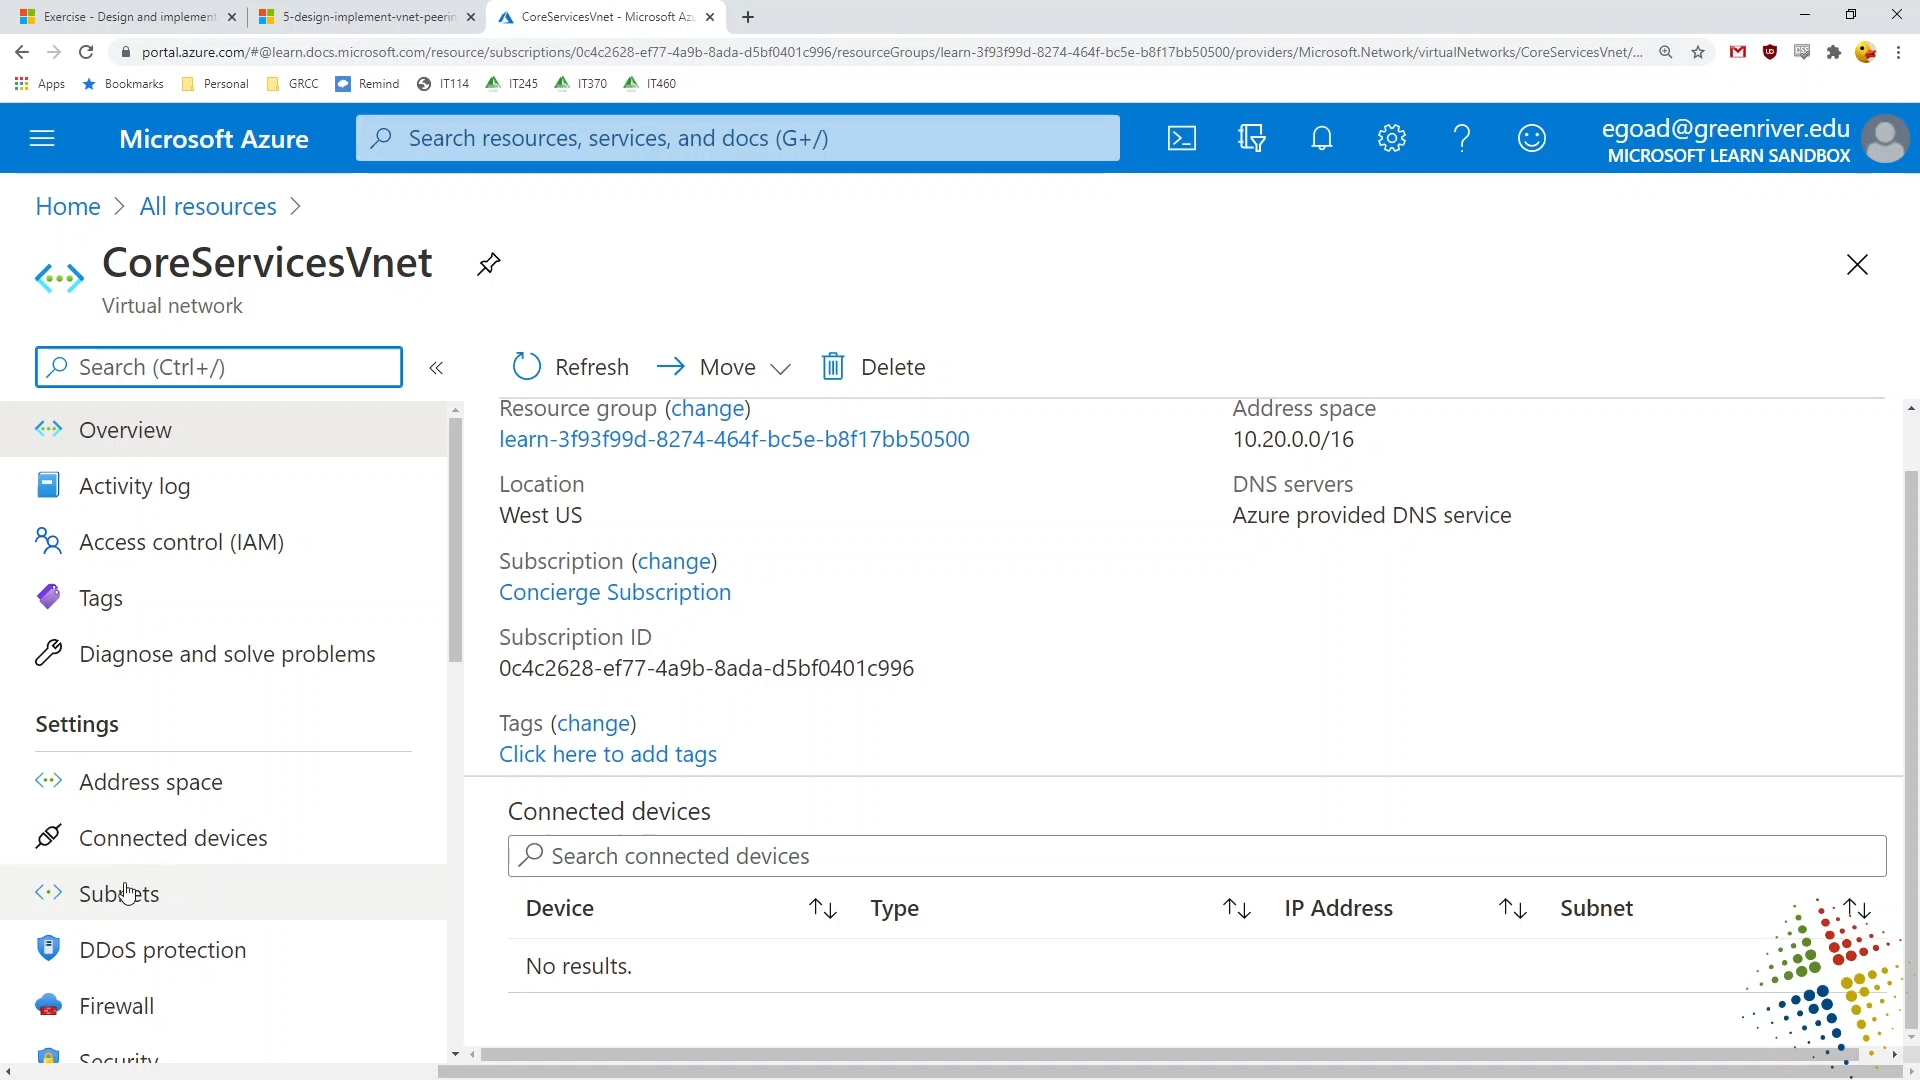 Exercise - Design and implement
5-design-implement-vnet-peerin
CoreServicesVnet - Microsoft Azu
portal.azure.com/#@learn.docs.microsoft.com/resource/subscriptions/0c4c2628-ef77-4a9b-8ada-d5bf0401c996/resourceGroups/learn-3f93f99d-8274-464f-bc5e-b8f17bb50500/providers/Microsoft.Network/virtualNetworks/CoreServicesVnet/...
Apps
Bookmarks
Personal
GRCC
Remind
IT114
IT245
IT370
IT460
Microsoft Azure
Search resources, services, and docs (G+/)
egoad@greenriver.edu
MICROSOFT LEARN SANDBOX
Home > All resources >
CoreServicesVnet
Virtual network
Search (Ctrl+/)
«
Refresh
Move
Delete
Overview
Activity log
Access control (IAM)
Tags
Diagnose and solve problems
Settings
Address space
Connected devices
Subnets
DDoS protection
Firewall
Security
Resource group (change)
learn-3f93f99d-8274-464f-bc5e-b8f17bb50500
Location
West US
Subscription (change)
Concierge Subscription
Subscription ID
0c4c2628-ef77-4a9b-8ada-d5bf0401c996
Tags (change)
Click here to add tags
Address space
10.20.0.0/16
DNS servers
Azure provided DNS service
Connected devices
Search connected devices
Device
Type
IP Address
Subnet
No results.